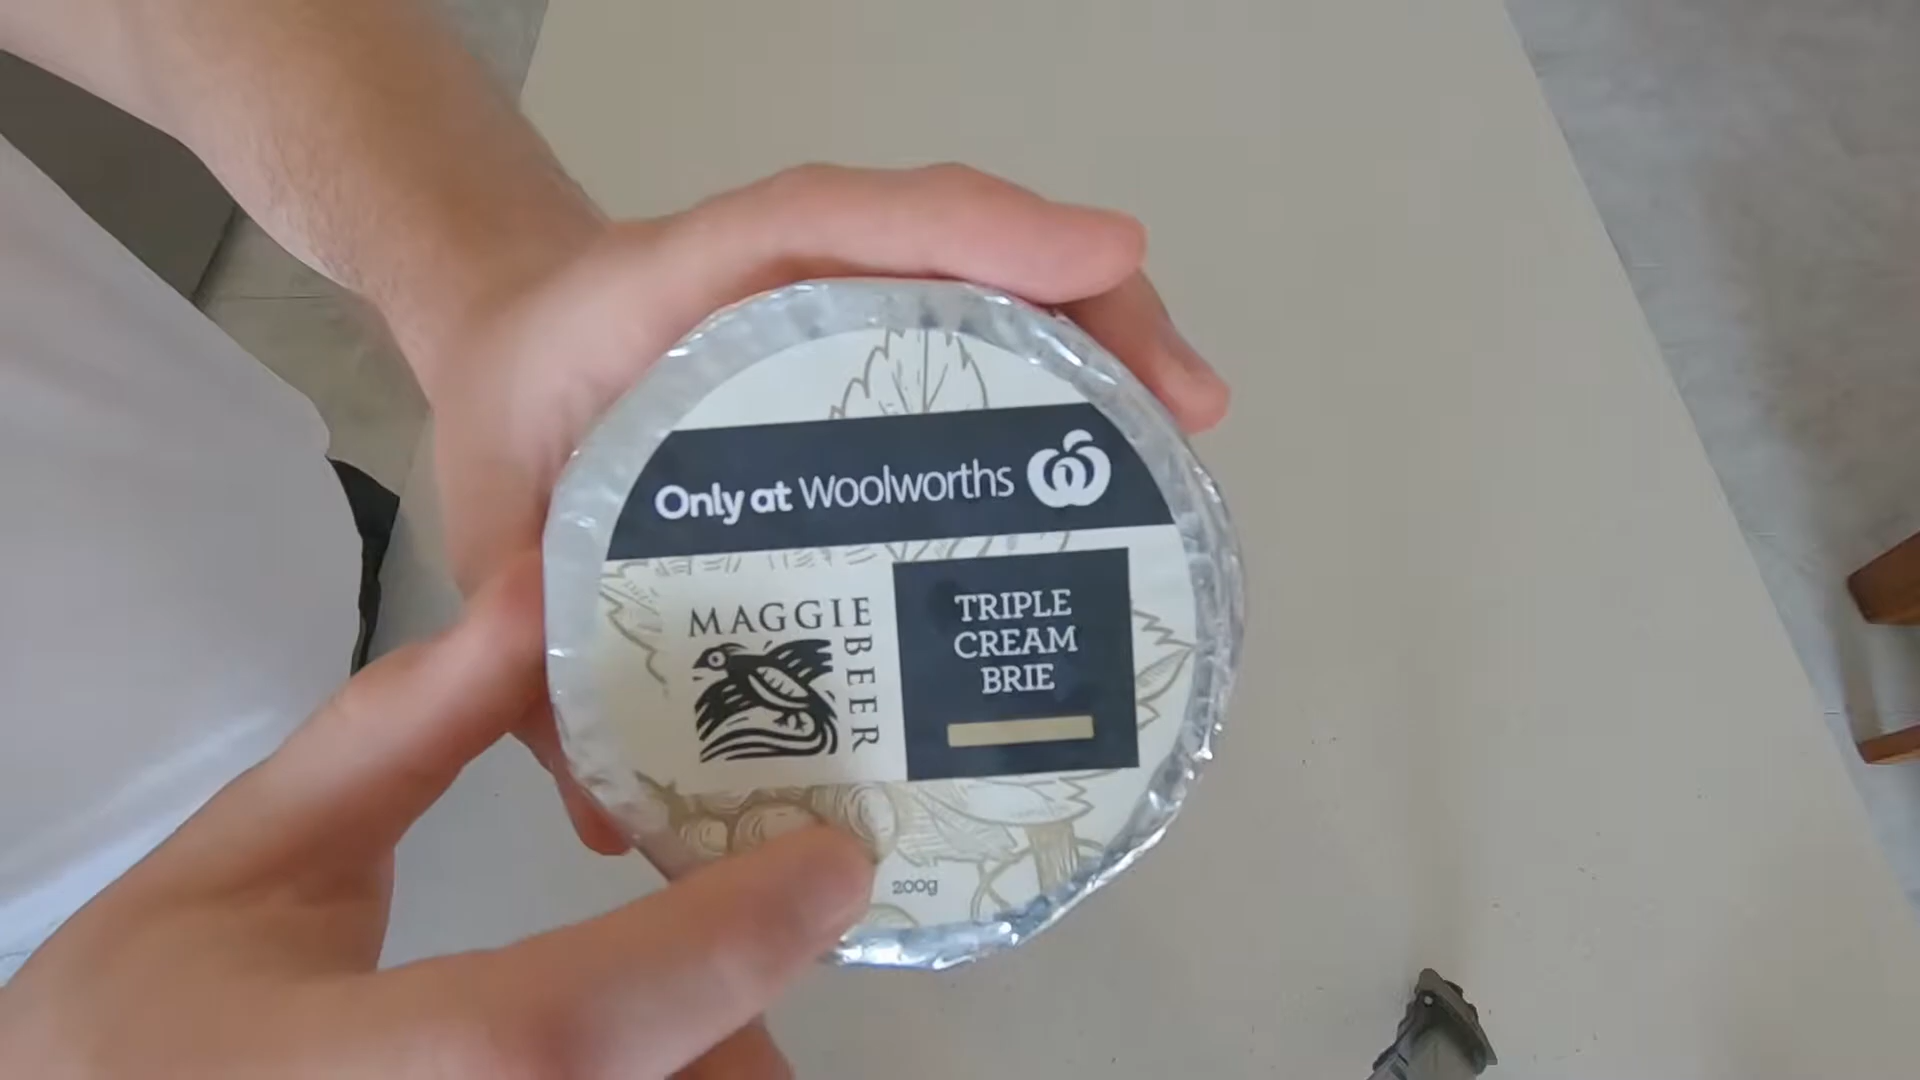 Only at Woolworths
MAGGIE
BEER
TRIPLE
CREAM
BRIE
200g